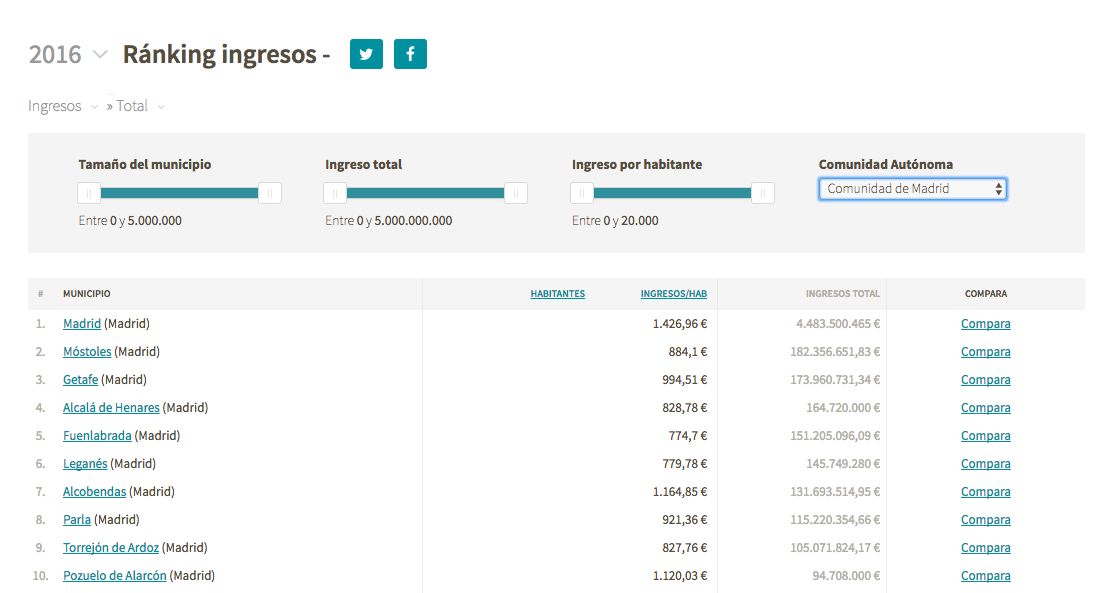 2016 Ránking ingresos -
Ingresos » Total
Tamaño del municipio Ingreso total Ingreso por habitante Comunidad Autónoma
Comunidad de Madrid
Entre 0 y 5.000.000 Entre 0 y 5.000.000.000 Entre 0 y 20.000
# MUNICIPIO HABITANTES INGRESOS/HAB INGRESOS TOTAL COMPARA
1. Madrid (Madrid) 1.426,96 € 4.483.500.465 € Compara
2. Móstoles (Madrid) 884,1 € 182.356.651,83 € Compara
3. Getafe (Madrid) 994,51 € 173.960.731,34 € Compara
4. Alcalá de Henares (Madrid) 828,78 € 164.720.000 € Compara
5. Fuenlabrada (Madrid) 774,7 € 151.205.096,09 € Compara
6. Leganés (Madrid) 779,78 € 145.749.280 € Compara
7. Alcobendas (Madrid) 1.164,85 € 131.693.514,95 € Compara
8. Parla (Madrid) 921,36 € 115.220.354,66 € Compara
9. Torrejón de Ardoz (Madrid) 827,76 € 105.071.824,17 € Compara
10. Pozuelo de Alarcón (Madrid) 1.120,03 € 94.708.000 € Compara